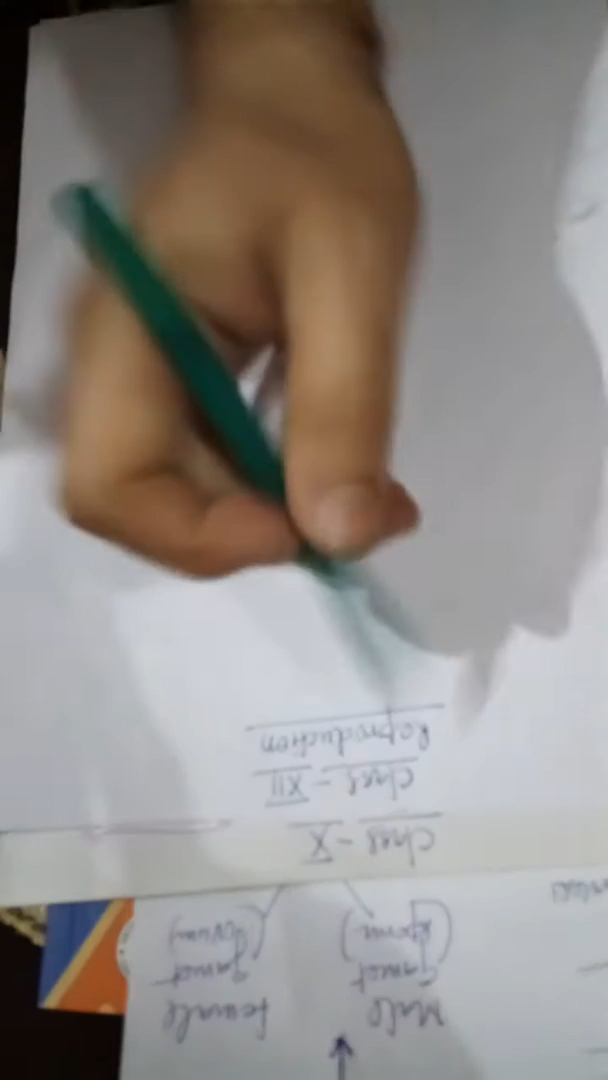 Male female
gamet gamet
(sperm) (ovum)
Class - X
Class - XII
Reproduction